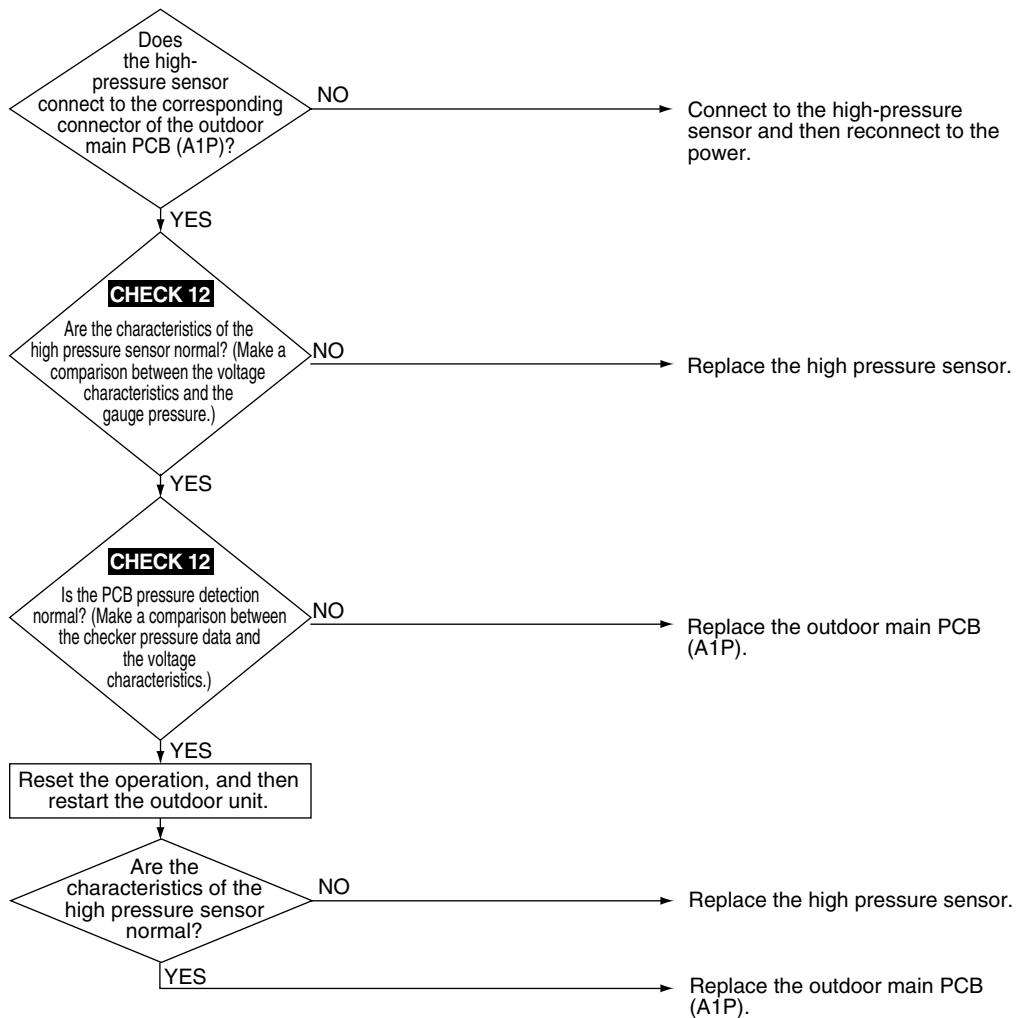 Does
the high-
pressure sensor
connect to the corresponding
connector of the outdoor
main PCB (A1P)?
NO
Connect to the high-pressure
sensor and then reconnect to the
power.
YES
CHECK 12
Are the characteristics of the
high pressure sensor normal? (Make a
comparison between the voltage
characteristics and the
gauge pressure.)
NO
Replace the high pressure sensor.
YES
CHECK 12
Is the PCB pressure detection
normal? (Make a comparison between
the checker pressure data and
the voltage
characteristics.)
NO
Replace the outdoor main PCB
(A1P).
YES
Reset the operation, and then
restart the outdoor unit.
Are the
characteristics of the
high pressure sensor
normal?
NO
Replace the high pressure sensor.
YES
Replace the outdoor main PCB
(A1P).